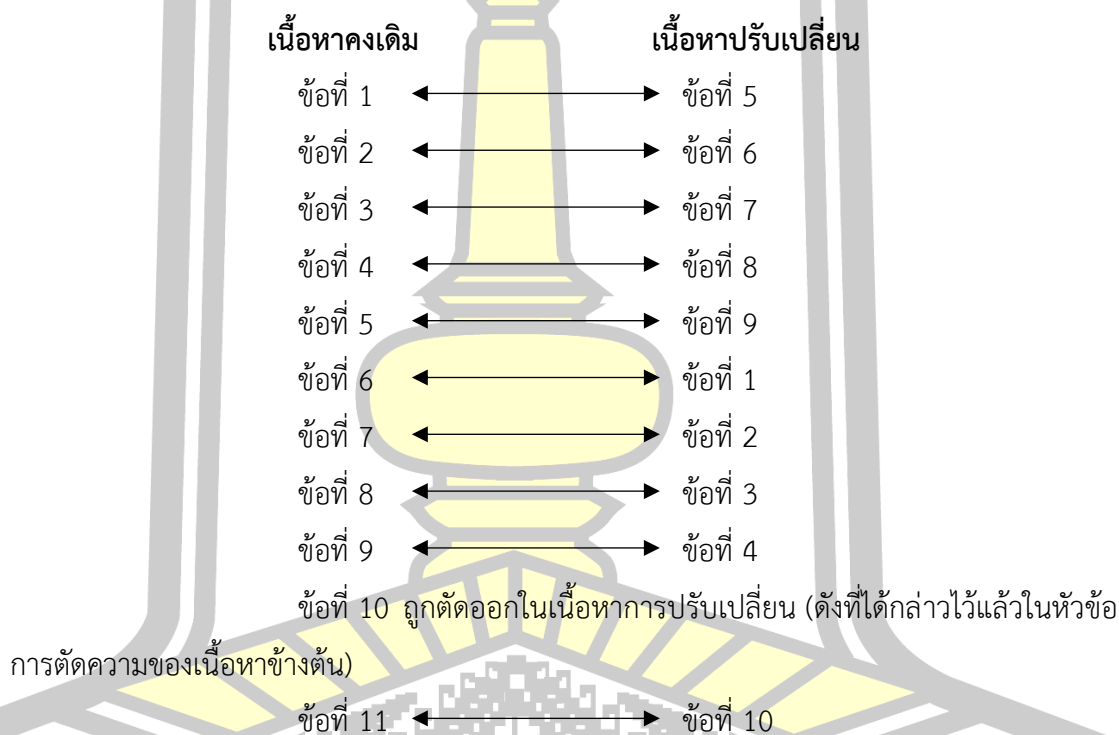 เนื้อหาคงเดิม เนื้อหาปรับเปลี่ยน
ข้อที่ 1 ข้อที่ 5
ข้อที่ 2 ข้อที่ 6
ข้อที่ 3 ข้อที่ 7
ข้อที่ 4 ข้อที่ 8
ข้อที่ 5 ข้อที่ 9
ข้อที่ 6 ข้อที่ 1
ข้อที่ 7 ข้อที่ 2
ข้อที่ 8 ข้อที่ 3
ข้อที่ 9 ข้อที่ 4
ข้อที่ 10 ถูกตัดออกในเนื้อหาการปรับเปลี่ยน (ดังที่ได้กล่าวไว้แล้วในหัวข้อ
การตัดความของเนื้อหาข้างต้น)
ข้อที่ 11 ข้อที่ 10